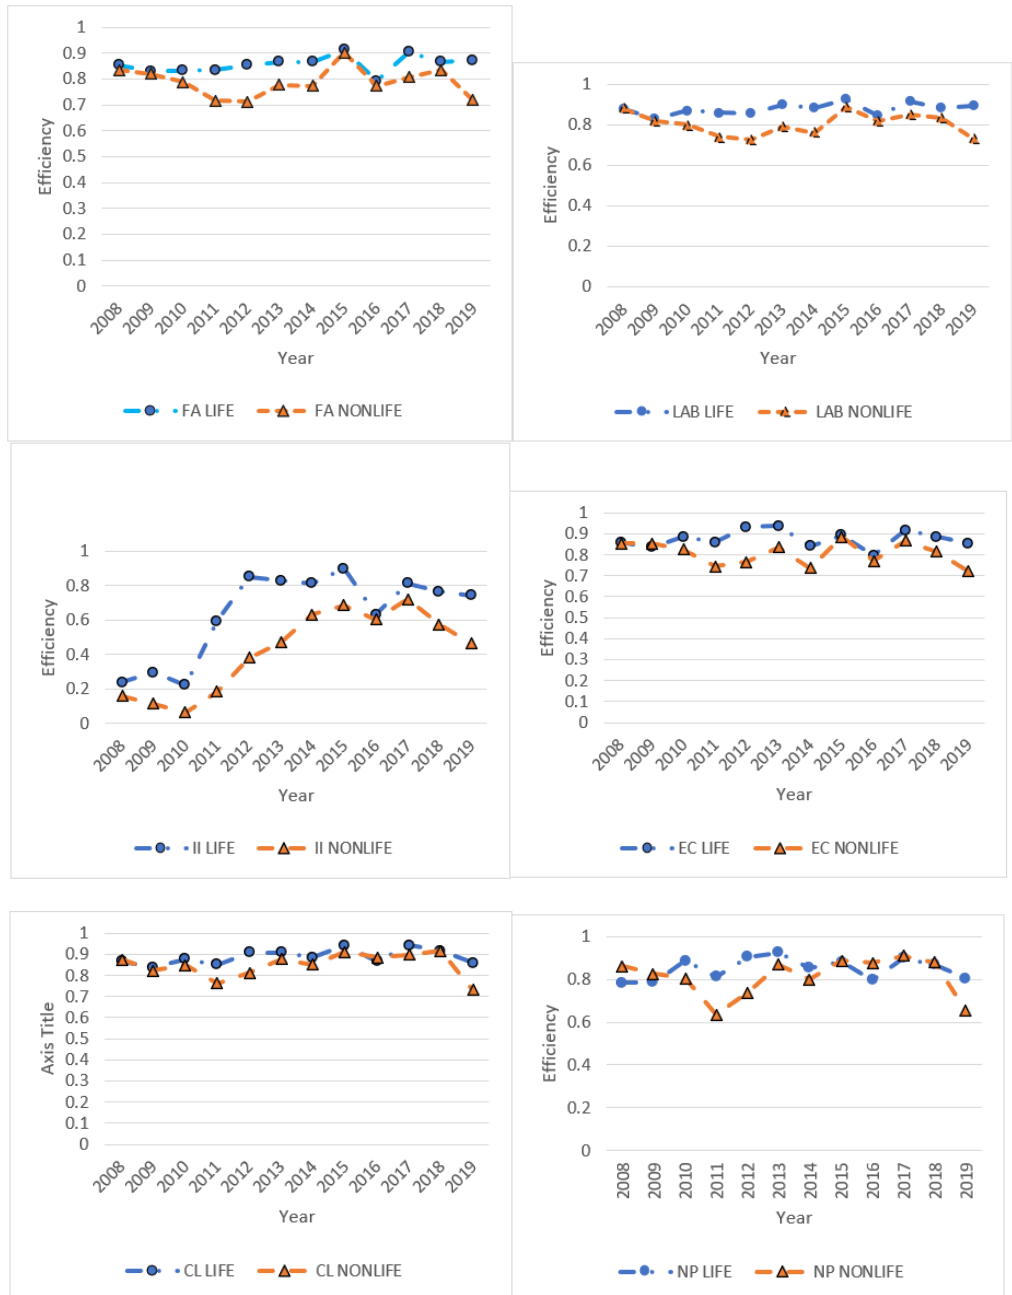 1
0.9
0.8
0.7
0.6
0.5
0.4
0.3
0.2
0.1
0
Efficiency
2008 2009 2010 2011 2012 2013 2014 2015 2016 2017 2018 2019
Year
FA LIFE FA NONLIFE
1
0.8
0.6
0.4
0.2
0
Efficiency
2008 2009 2010 2011 2012 2013 2014 2015 2016 2017 2018 2019
Year
LAB LIFE LAB NONLIFE
1
0.8
0.6
0.4
0.2
0
Efficiency
2008 2009 2010 2011 2012 2013 2014 2015 2016 2017 2018 2019
Year
II LIFE II NONLIFE
1
0.9
0.8
0.7
0.6
0.5
0.4
0.3
0.2
0.1
0
Efficiency
2008 2009 2010 2011 2012 2013 2014 2015 2016 2017 2018 2019
Year
EC LIFE EC NONLIFE
1
0.9
0.8
0.7
0.6
0.5
0.4
0.3
0.2
0.1
0
Axis Title
2008 2009 2010 2011 2012 2013 2014 2015 2016 2017 2018 2019
Year
CL LIFE CL NONLIFE
1
0.8
0.6
0.4
0.2
0
Efficiency
2008 2009 2010 2011 2012 2013 2014 2015 2016 2017 2018 2019
Year
NP LIFE NP NONLIFE